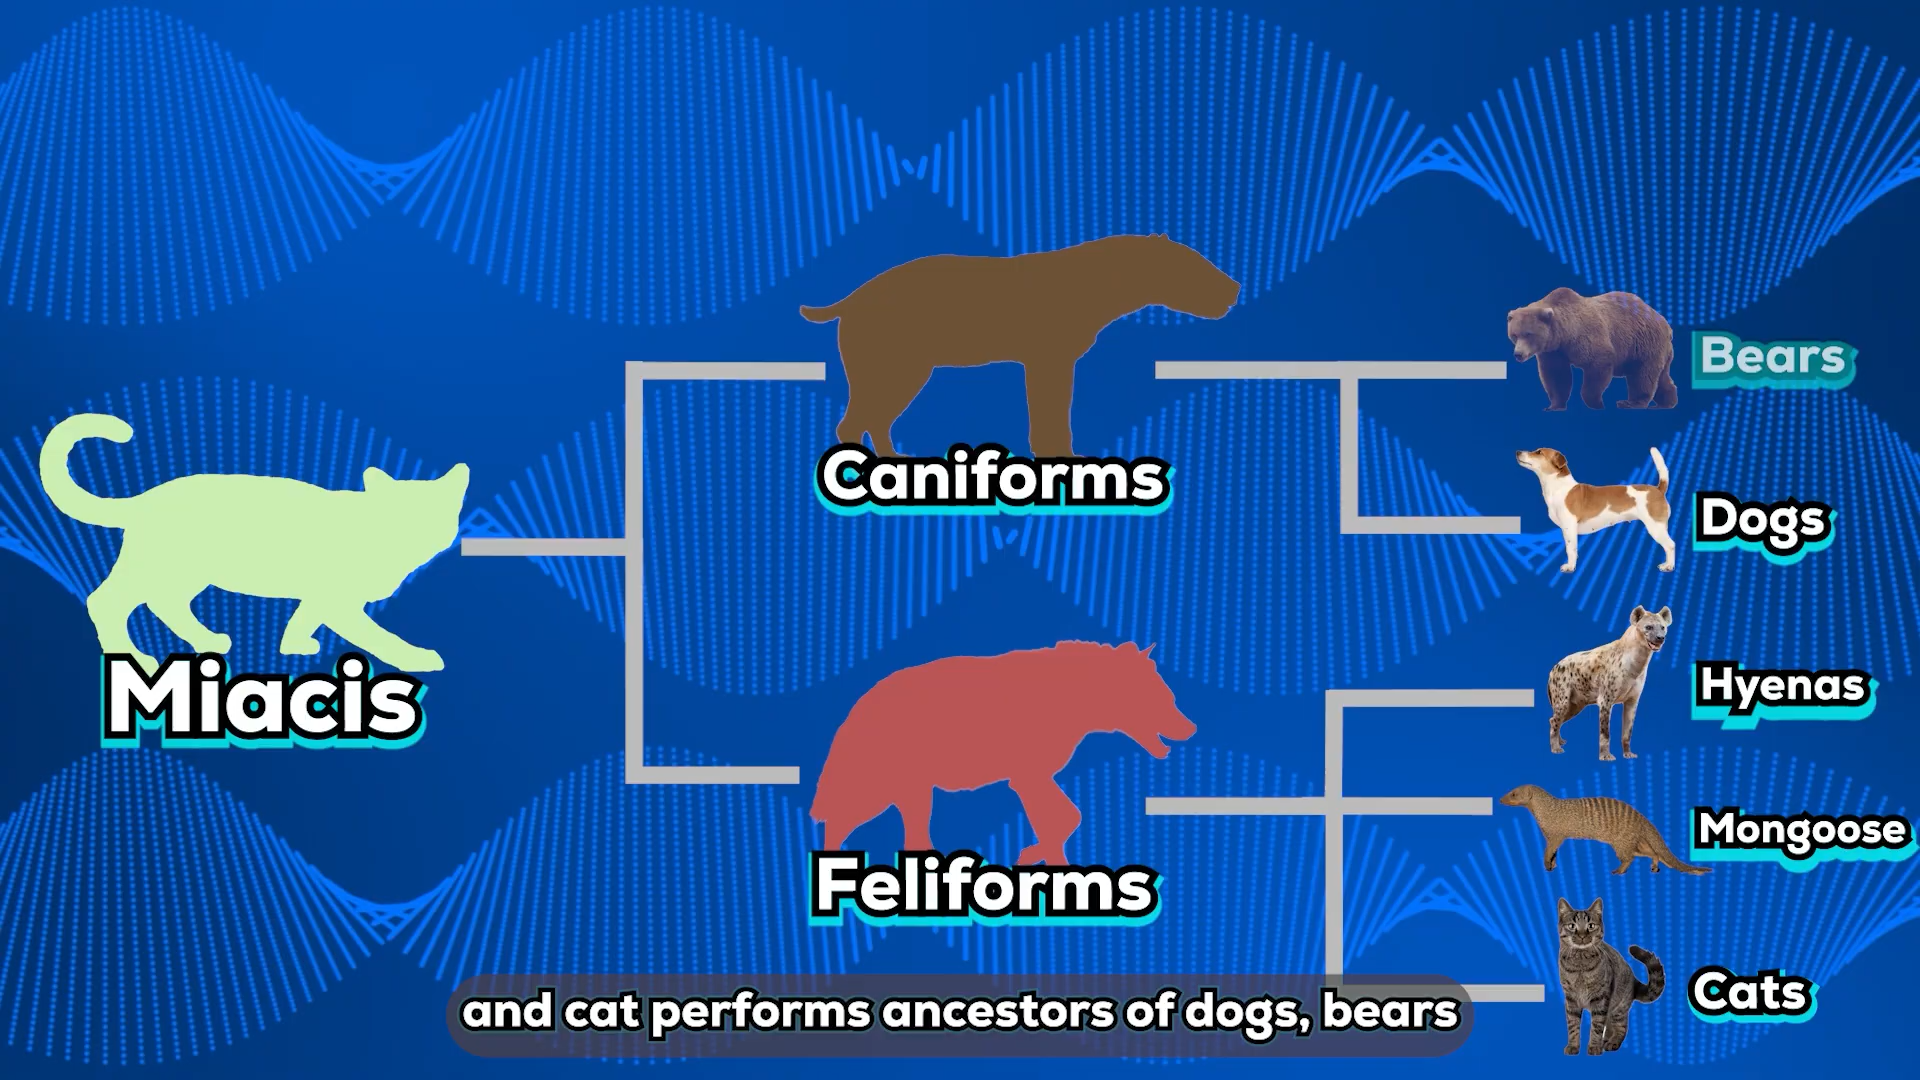 Bears
Caniforms
Dogs
Miacis
Hyenas
Mongoose
Feliforms
Cats
and cat performs ancestors of dogs, bears